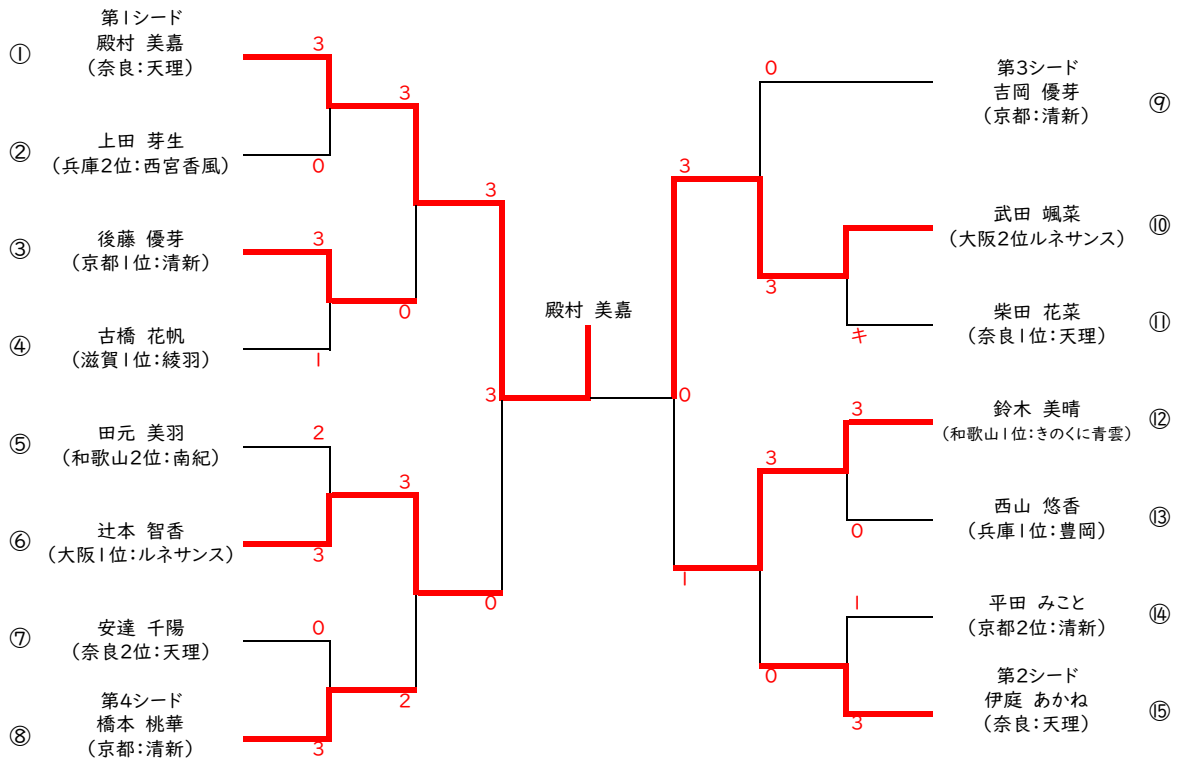 ①
第1シード
殿村 美嘉
(奈良:天理)
3
②
上田 芽生
(兵庫2位:西宮香風)
0
3
③
後藤 優芽
(京都1位:清新)
3
④
古橋 花帆
(滋賀1位:綾羽)
1
0
3
⑤
田元 美羽
(和歌山2位:南紀)
2
⑥
辻本 智香
(大阪1位:ルネサンス)
3
3
⑦
安達 千陽
(奈良2位:天理)
0
⑧
第4シード
橋本 桃華
(京都:清新)
3
2
0
3
殿村 美嘉
0
3
0
第3シード
吉岡 優芽
(京都:清新)
⑨
3
武田 颯菜
(大阪2位ルネサンス)
⑩
キ
柴田 花菜
(奈良1位:天理)
⑪
1
3
3
鈴木 美晴
(和歌山1位:きのくに青雲)
⑫
0
西山 悠香
(兵庫1位:豊岡)
⑬
0
1
平田 みこと
(京都2位:清新)
⑭
3
第2シード
伊庭 あかね
(奈良:天理)
⑮